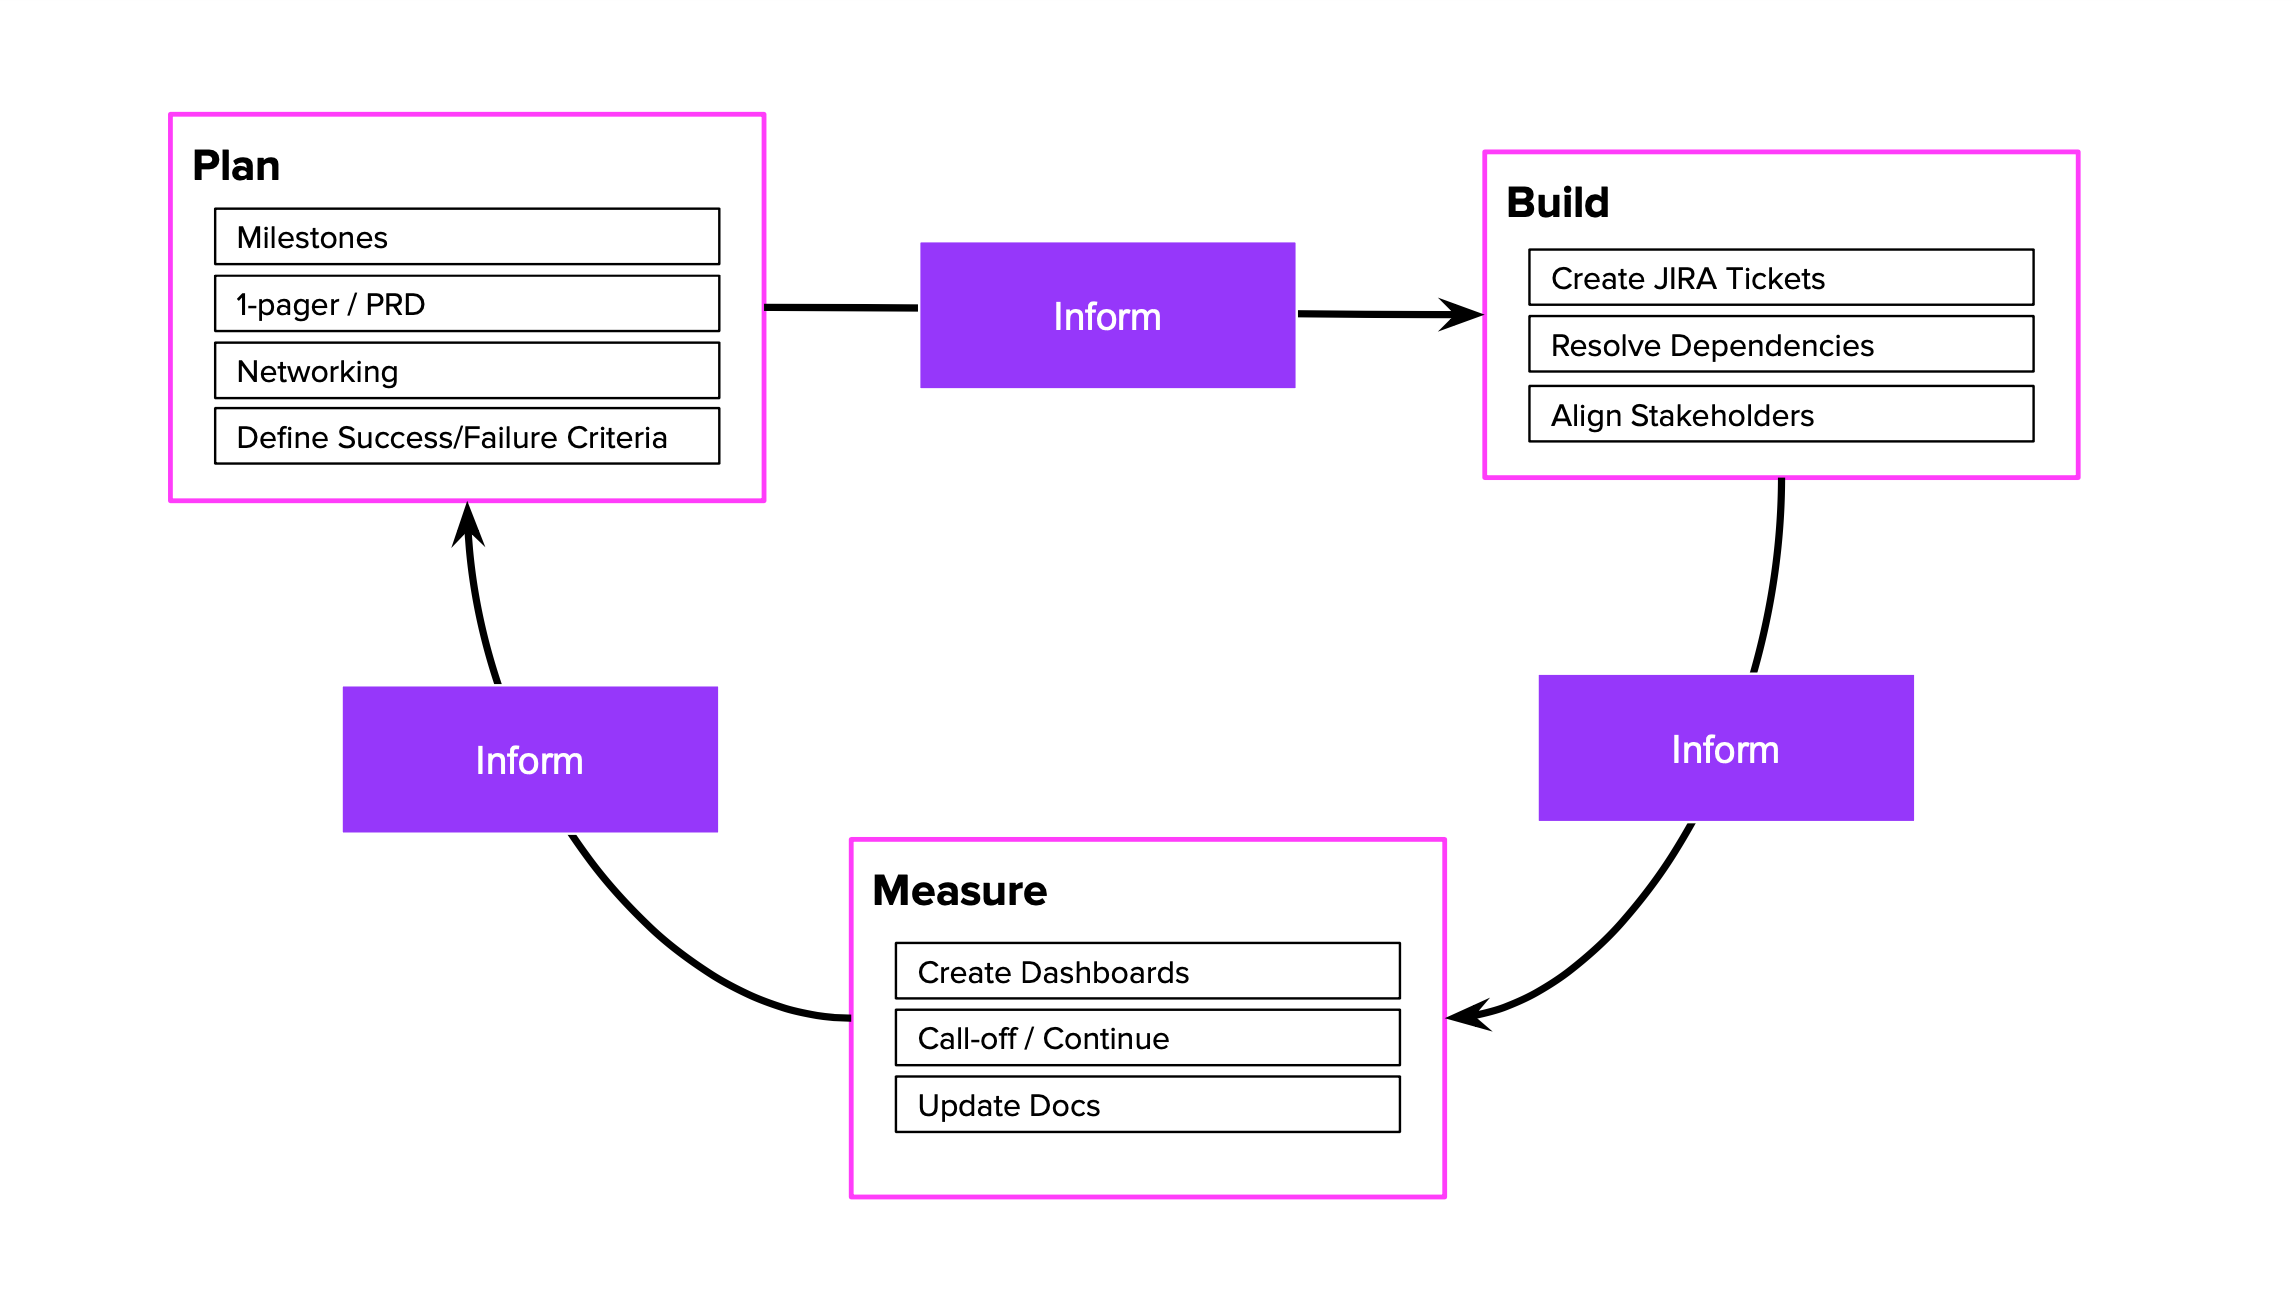 Plan
Milestones
1-pager / PRD
Networking
Define Success/Failure Criteria
Inform
Build
Create JIRA Tickets
Resolve Dependencies
Align Stakeholders
Inform
Inform
Measure
Create Dashboards
Call-off / Continue
Update Docs